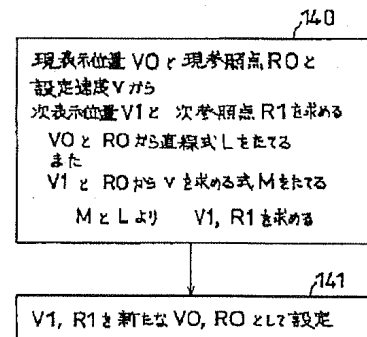 140
現表示位置 V0 と 現参照点 R0 と
設定速度 v から
次表示位置 V1 と 次参照点 R1 を求める
V0 と R0 から直線式 L をたてる
また
V1 と R0 から v を求める式 M をたてる
M と L より V1, R1 を求める
141
V1, R1 を新たな V0, R0 として設定